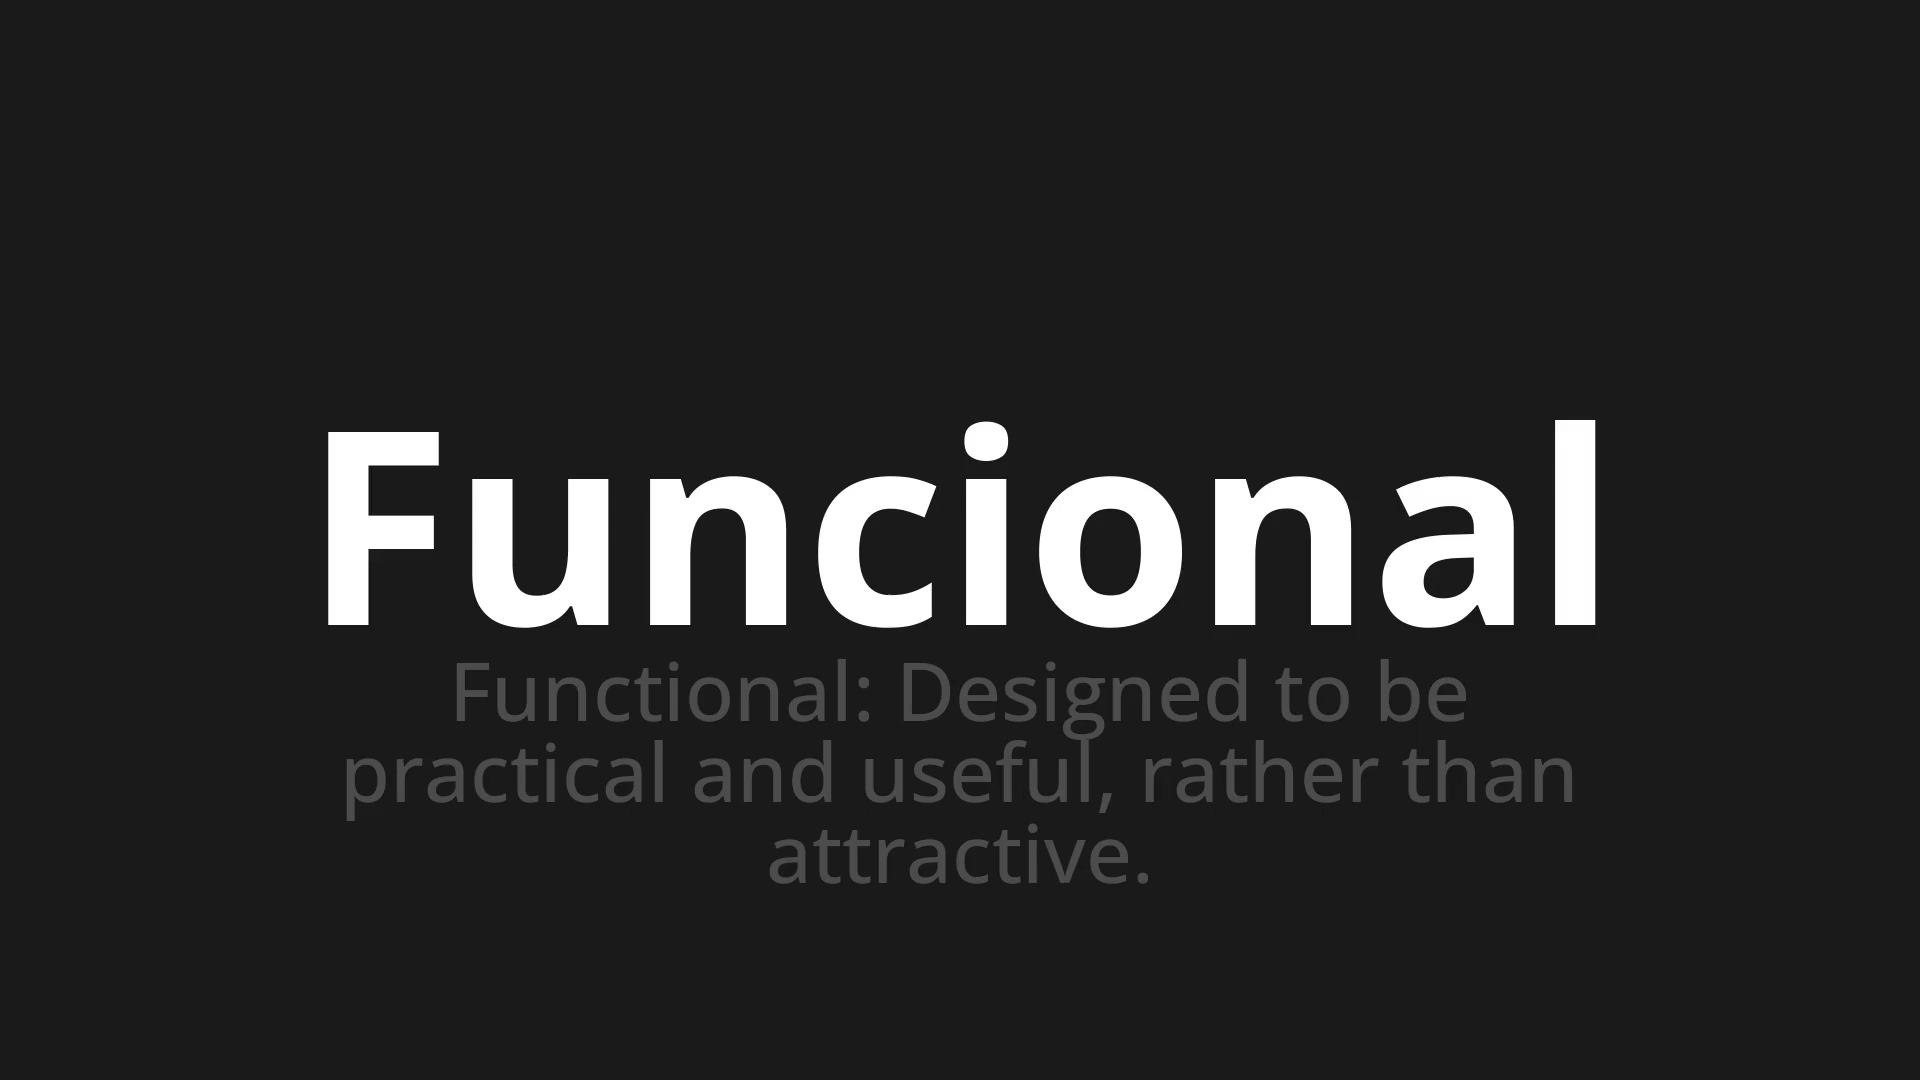 Funcional
Functional: Designed to be
practical and useful, rather than
attractive.